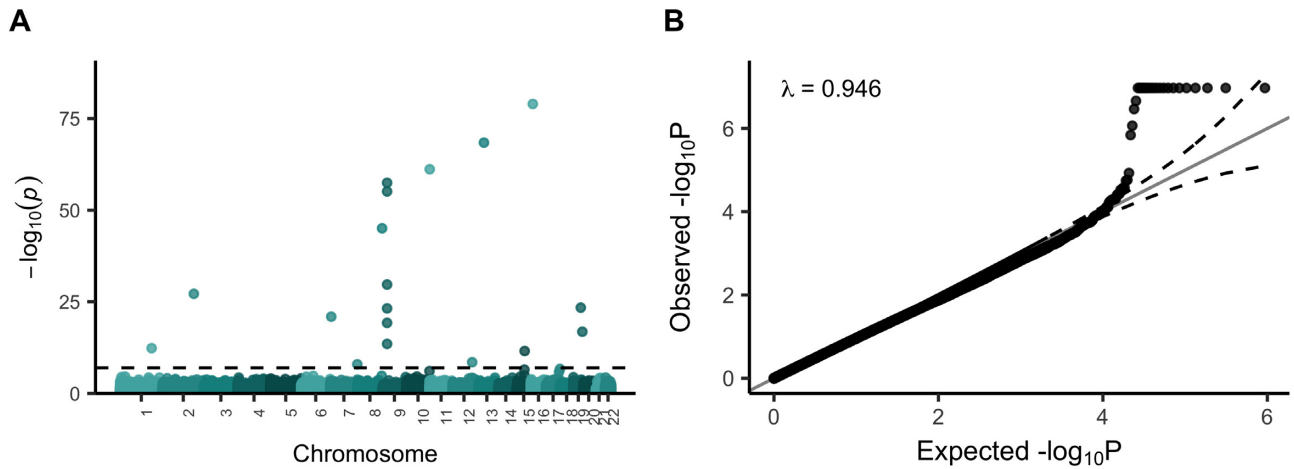 A
−log₁₀(p)
75
50
25
0
1 2 3 4 5 6 7 8 9 10 11 12 13 14 15 16 17 18 19 20 21 22
Chromosome
B
λ = 0.946
Observed -log₁₀P
6
4
2
0
0 2 4 6
Expected -log₁₀P